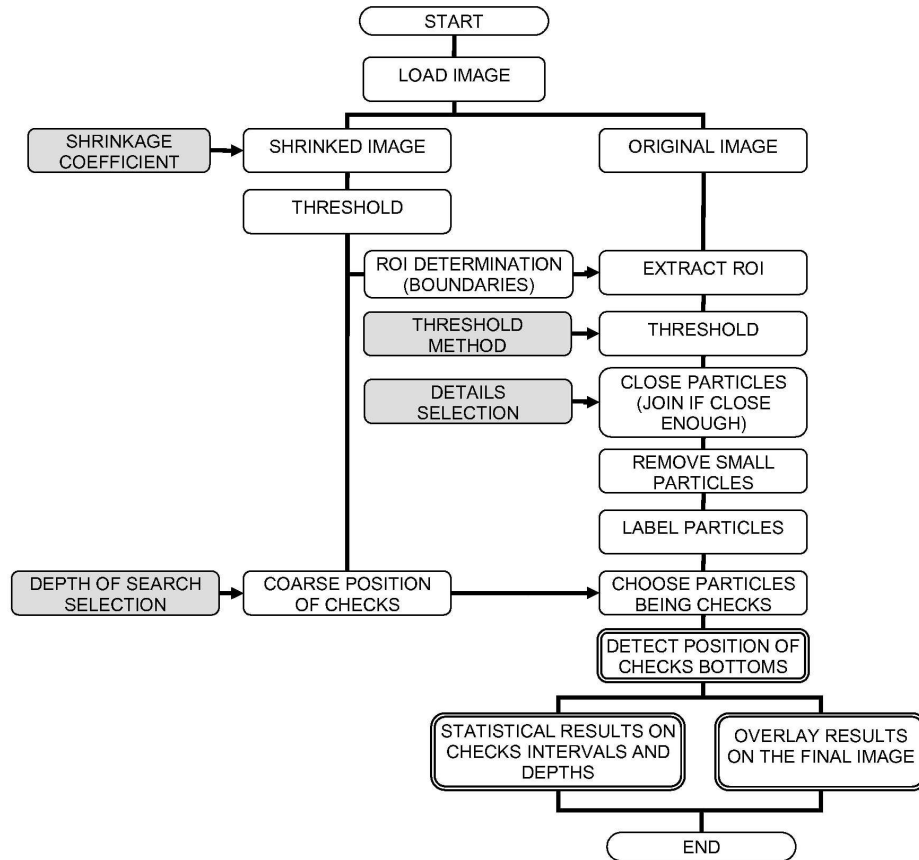 START
LOAD IMAGE
SHRINKAGE
COEFFICIENT
SHRINKED IMAGE
ORIGINAL IMAGE
THRESHOLD
ROI DETERMINATION
(BOUNDARIES)
EXTRACT ROI
THRESHOLD
METHOD
THRESHOLD
DETAILS
SELECTION
CLOSE PARTICLES
(JOIN IF CLOSE
ENOUGH)
REMOVE SMALL
PARTICLES
LABEL PARTICLES
DEPTH OF SEARCH
SELECTION
COARSE POSITION
OF CHECKS
CHOOSE PARTICLES
BEING CHECKS
DETECT POSITION OF
CHECKS BOTTOMS
STATISTICAL RESULTS ON
CHECKS INTERVALS AND
DEPTHS
OVERLAY RESULTS
ON THE FINAL IMAGE
END